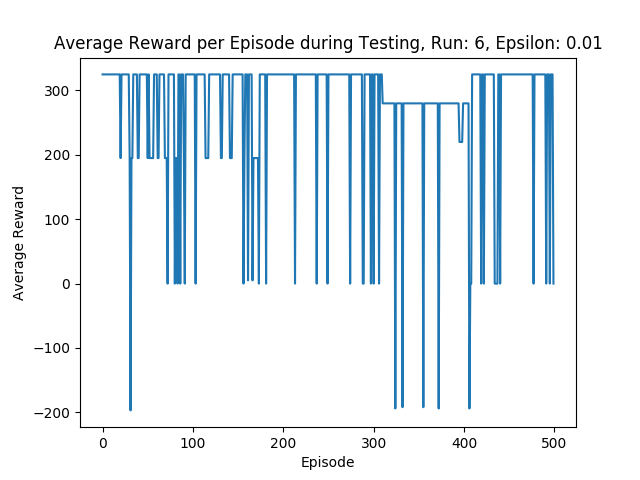 Average Reward per Episode during Testing, Run: 6, Epsilon: 0.01
300
200
100
0
−100
−200
Average Reward
0 100 200 300 400 500
Episode